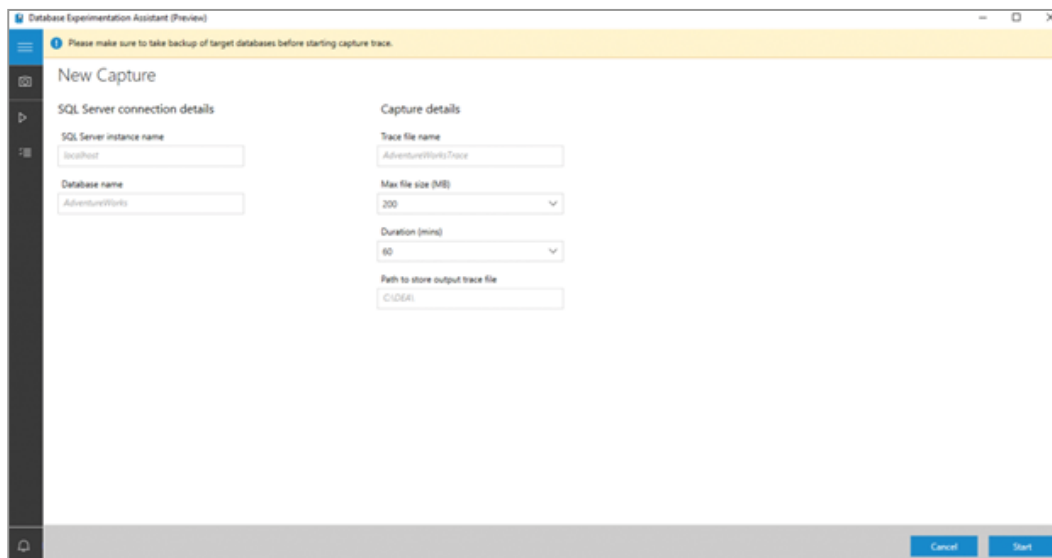 Database Experimentation Assistant (Preview)
Please make sure to take backup of target databases before starting capture trace.
New Capture
SQL Server connection details
SQL Server instance name
localhost
Database name
AdventureWorks
Capture details
Trace file name
AdventureWorksTrace
Max file size (MB)
200
Duration (mins)
60
Path to store output trace file
C:\DEA\
Cancel
Start